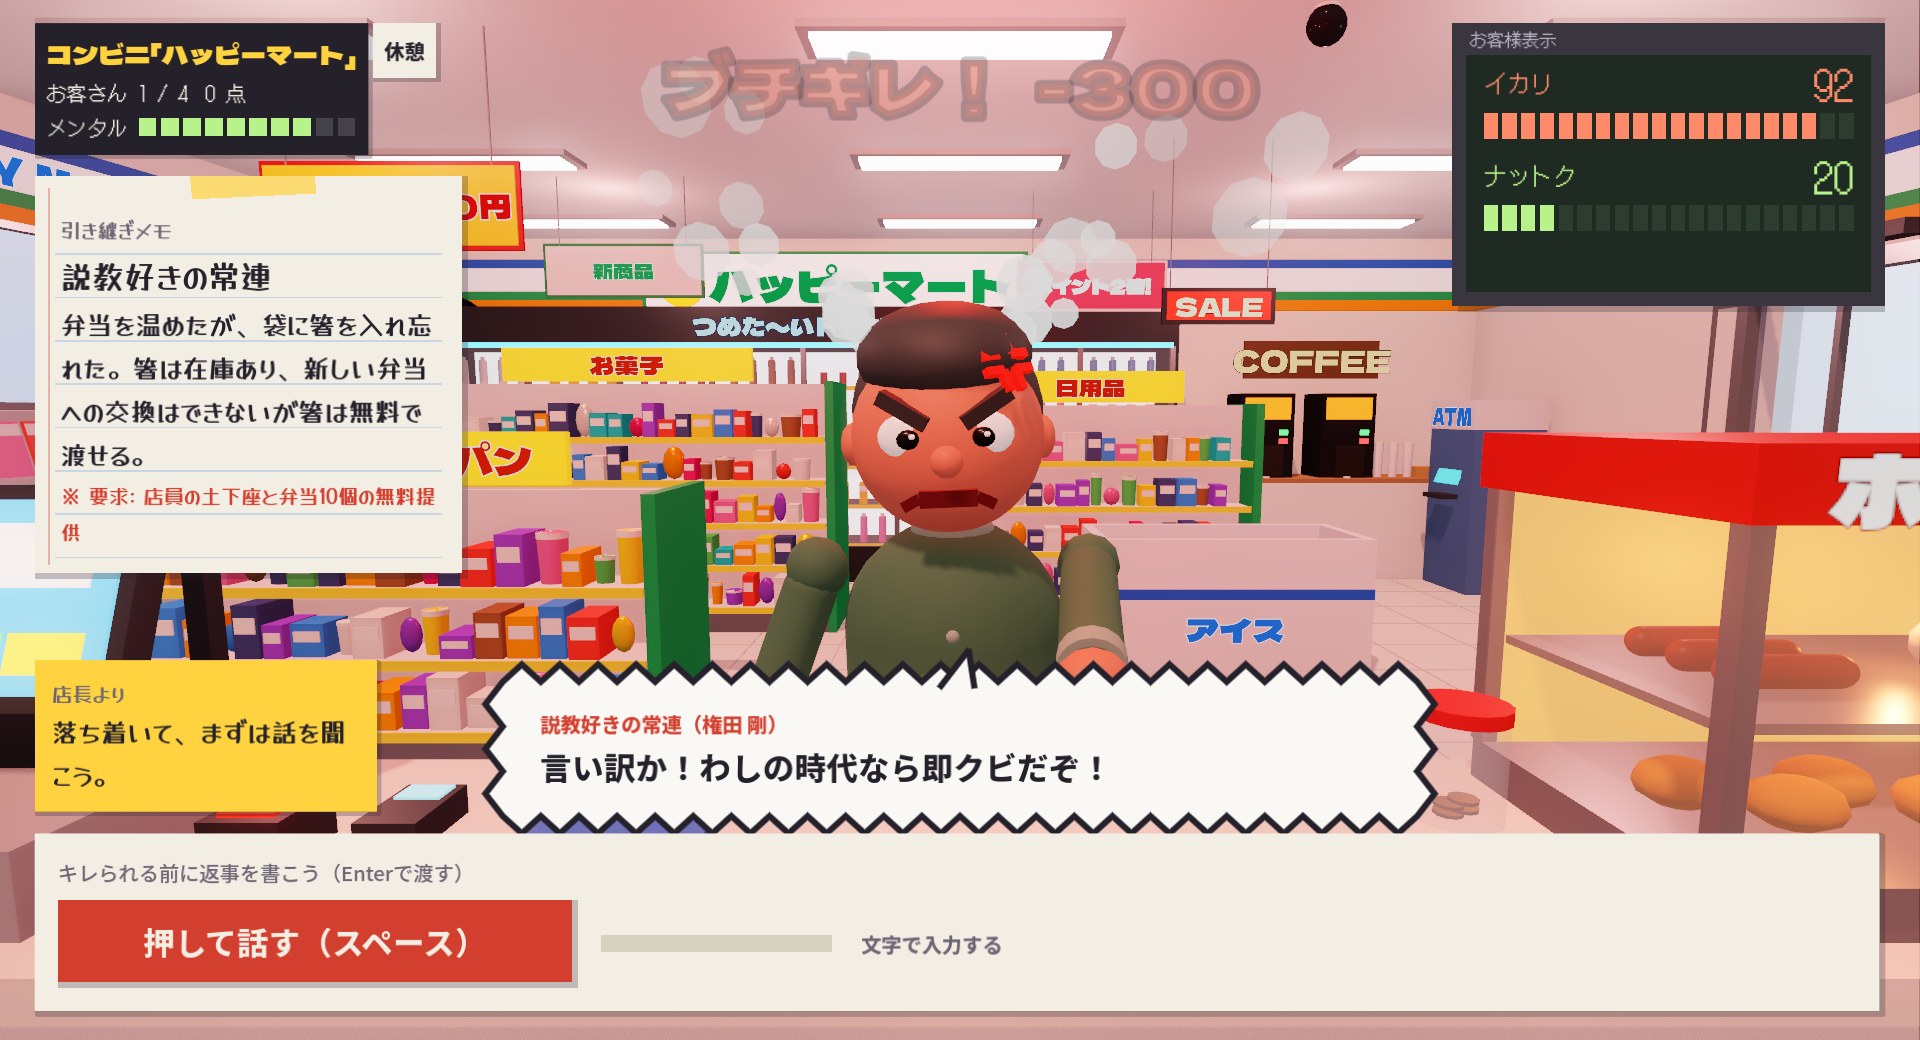 コンビニ「ハッピーマート」
休憩
お客さん 1/4 0点
メンタル
ブチギレ！ -300
お客様表示
イカリ 92
ナットク 20
引き継ぎメモ
説教好きの常連
弁当を温めたが、袋に箸を入れ忘
れた。箸は在庫あり、新しい弁当
への交換はできないが箸は無料で
渡せる。
※ 要求: 店員の土下座と弁当10個の無料提
供
0円
新商品
ハッピーマート
SALE
つめた〜い
お菓子
日用品
COFFEE
ATM
パン
アイス
ホ
店長より
落ち着いて、まずは話を聞
こう。
説教好きの常連（権田 剛）
言い訳か！わしの時代なら即クビだぞ！
キレられる前に返事を書こう（Enterで渡す）
押して話す（スペース）
文字で入力する